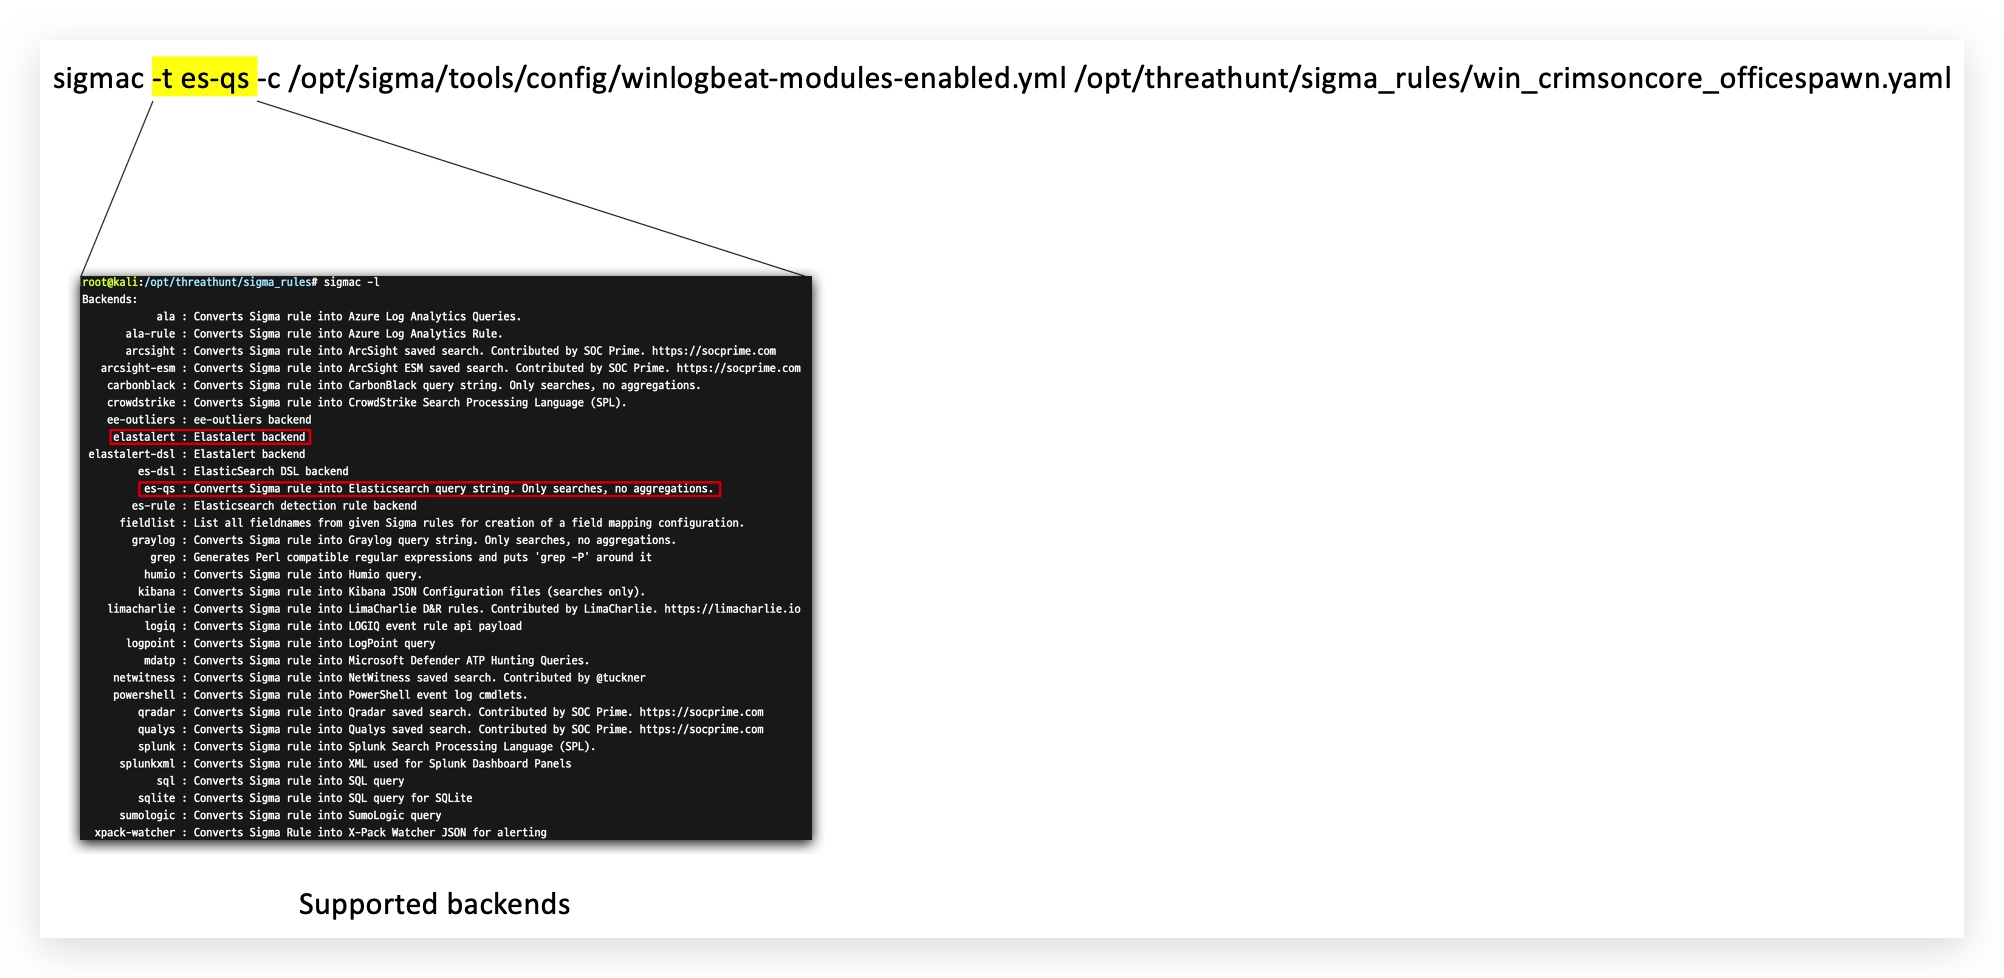 sigmac -t es-qs -c /opt/sigma/tools/config/winlogbeat-modules-enabled.yml /opt/threathunt/sigma_rules/win_crimsoncore_officespawn.yaml
root@kali:/opt/threathunt/sigma_rules# sigmac -l
Backends:
ala : Converts Sigma rule into Azure Log Analytics Queries.
ala-rule : Converts Sigma rule into Azure Log Analytics Rule.
arcsight : Converts Sigma rule into ArcSight saved search. Contributed by SOC Prime. https://socprime.com
arcsight-esm : Converts Sigma rule into ArcSight ESM saved search. Contributed by SOC Prime. https://socprime.com
carbonblack : Converts Sigma rule into CarbonBlack query string. Only searches, no aggregations.
crowdstrike : Converts Sigma rule into CrowdStrike Search Processing Language (SPL).
ee-outliers : ee-outliers backend
elastalert : Elastalert backend
elastalert-dsl : Elastalert backend
es-dsl : ElasticSearch DSL backend
es-qs : Converts Sigma rule into Elasticsearch query string. Only searches, no aggregations.
es-rule : Elasticsearch detection rule backend
fieldlist : List all fieldnames from given Sigma rules for creation of a field mapping configuration.
graylog : Converts Sigma rule into Graylog query string. Only searches, no aggregations.
grep : Generates Perl compatible regular expressions and puts 'grep -P' around it
humio : Converts Sigma rule into Humio query.
kibana : Converts Sigma rule into Kibana JSON Configuration files (searches only).
limacharlie : Converts Sigma rule into LimaCharlie D&R rules. Contributed by LimaCharlie. https://limacharlie.io
logiq : Converts Sigma rule into LOGIQ event rule api payload
logpoint : Converts Sigma rule into LogPoint query
mdatp : Converts Sigma rule into Microsoft Defender ATP Hunting Queries.
netwitness : Converts Sigma rule into NetWitness saved search. Contributed by @tuckner
powershell : Converts Sigma rule into PowerShell event log cmdlets.
qradar : Converts Sigma rule into Qradar saved search. Contributed by SOC Prime. https://socprime.com
qualys : Converts Sigma rule into Qualys saved search. Contributed by SOC Prime. https://socprime.com
splunk : Converts Sigma rule into Splunk Search Processing Language (SPL).
splunkxml : Converts Sigma rule into XML used for Splunk Dashboard Panels
sql : Converts Sigma rule into SQL query
sqlite : Converts Sigma rule into SQL query for SQLite
sumologic : Converts Sigma rule into SumoLogic query
xpack-watcher : Converts Sigma Rule into X-Pack Watcher JSON for alerting
Supported backends